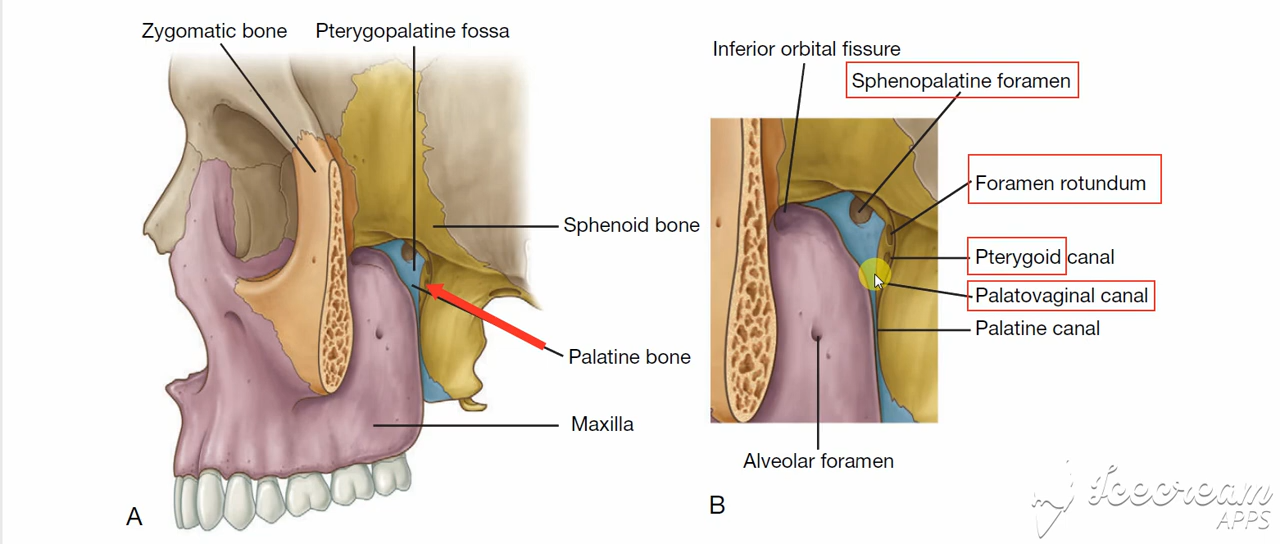 Zygomatic bone
Pterygopalatine fossa
Sphenoid bone
Palatine bone
Maxilla
A
Inferior orbital fissure
Sphenopalatine foramen
Foramen rotundum
Pterygoid canal
Palatovaginal canal
Palatine canal
Alveolar foramen
B
Icecream
APPS